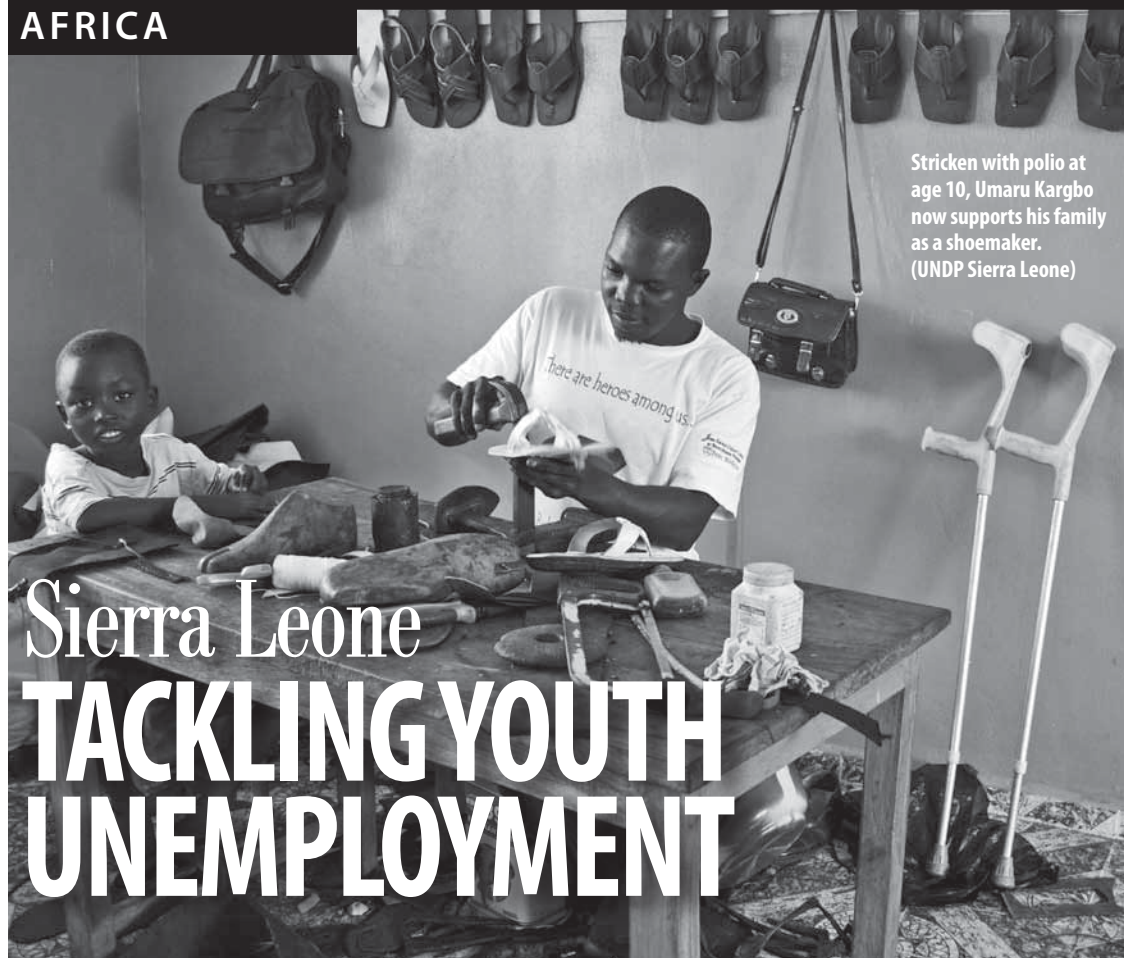 AFRICA
Stricken with polio at
age 10, Umaru Kargbo
now supports his family
as a shoemaker.
(UNDP Sierra Leone)
There are heroes among us...
Sierra Leone
TACKLING YOUTH
UNEMPLOYMENT